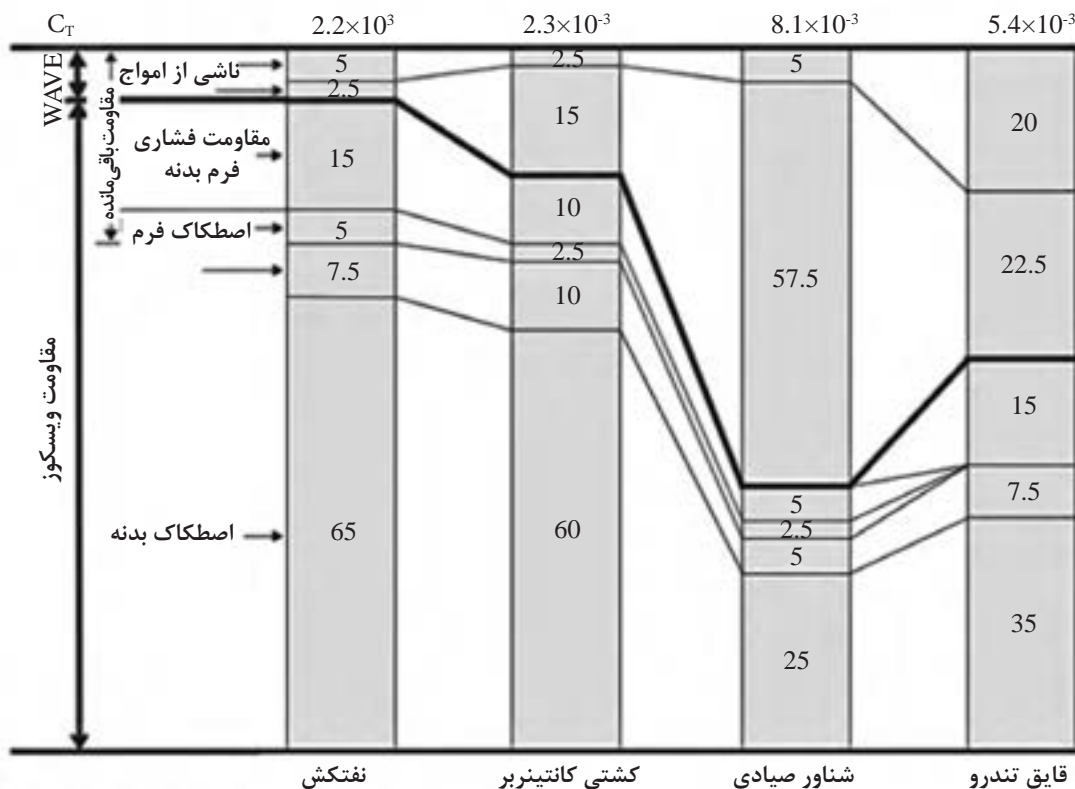 C_T 2.2×10³ 2.3×10⁻³ 8.1×10⁻³ 5.4×10⁻³
WAVE
مقاومت باقی‌مانده
مقاومت ویسکوز
ناشی از امواج
مقاومت فشاری
فرم بدنه
اصطکاک فرم
اصطکاک بدنه
5
2.5
15
5
7.5
65
2.5
15
10
2.5
10
60
5
57.5
5
2.5
5
25
20
22.5
15
7.5
35
نفتکش
کشتی کانتینربر
شناور صیادی
قایق تندرو